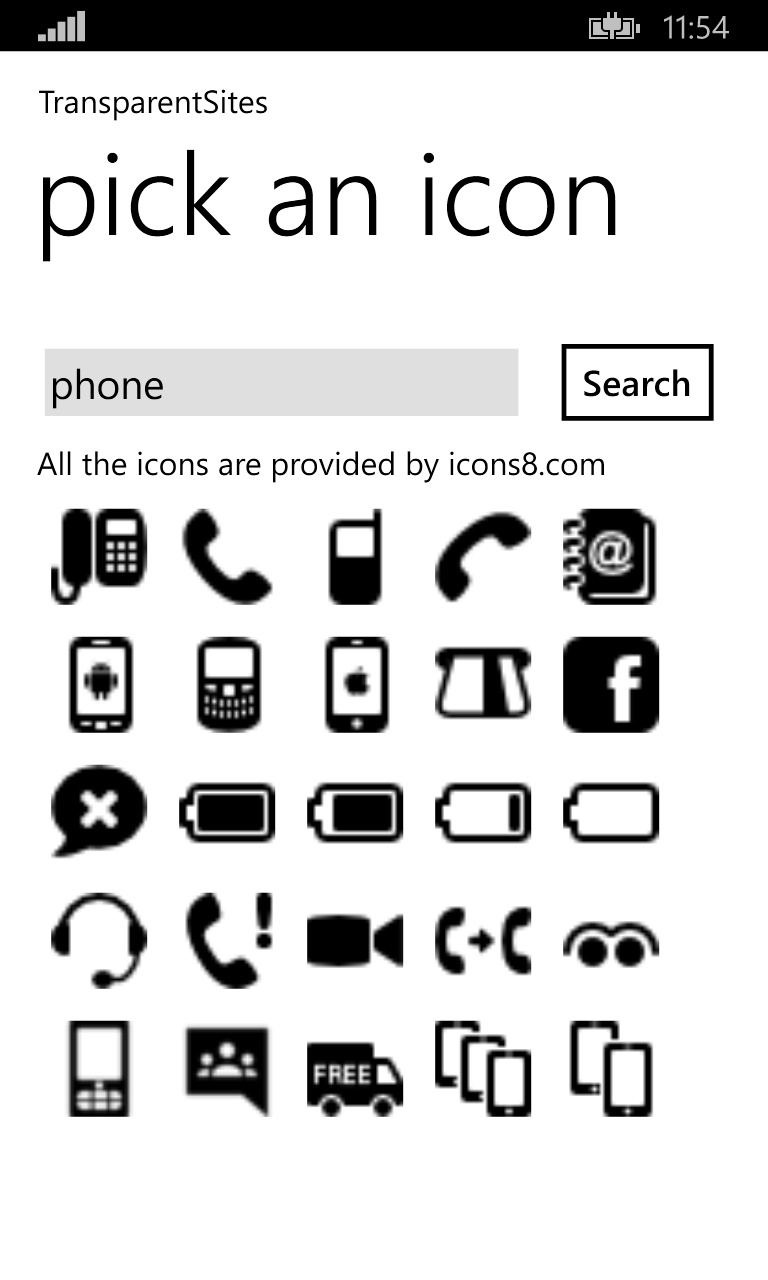 11:54
TransparentSites
pick an icon
phone
Search
All the icons are provided by icons8.com
@
f
FREE